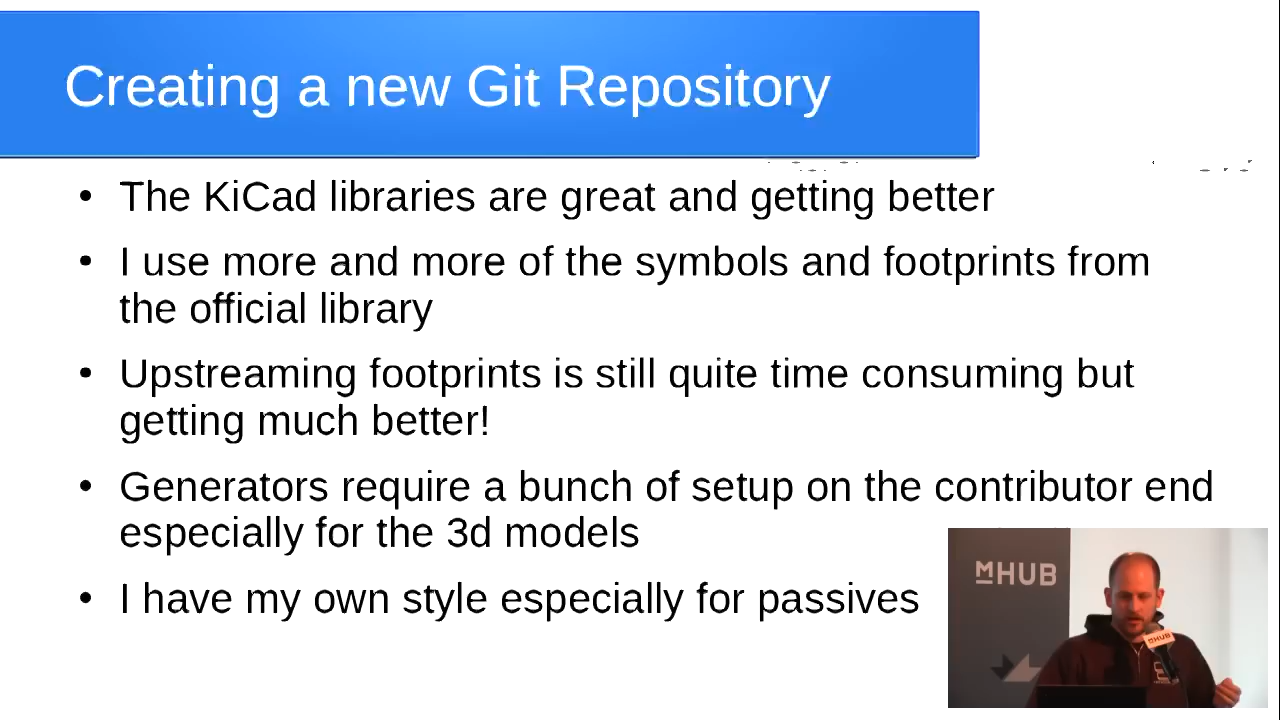 Creating a new Git Repository
• The KiCad libraries are great and getting better
• I use more and more of the symbols and footprints from
the official library
• Upstreaming footprints is still quite time consuming but
getting much better!
• Generators require a bunch of setup on the contributor end
especially for the 3d models
• I have my own style especially for passives
MHUB
MHUB